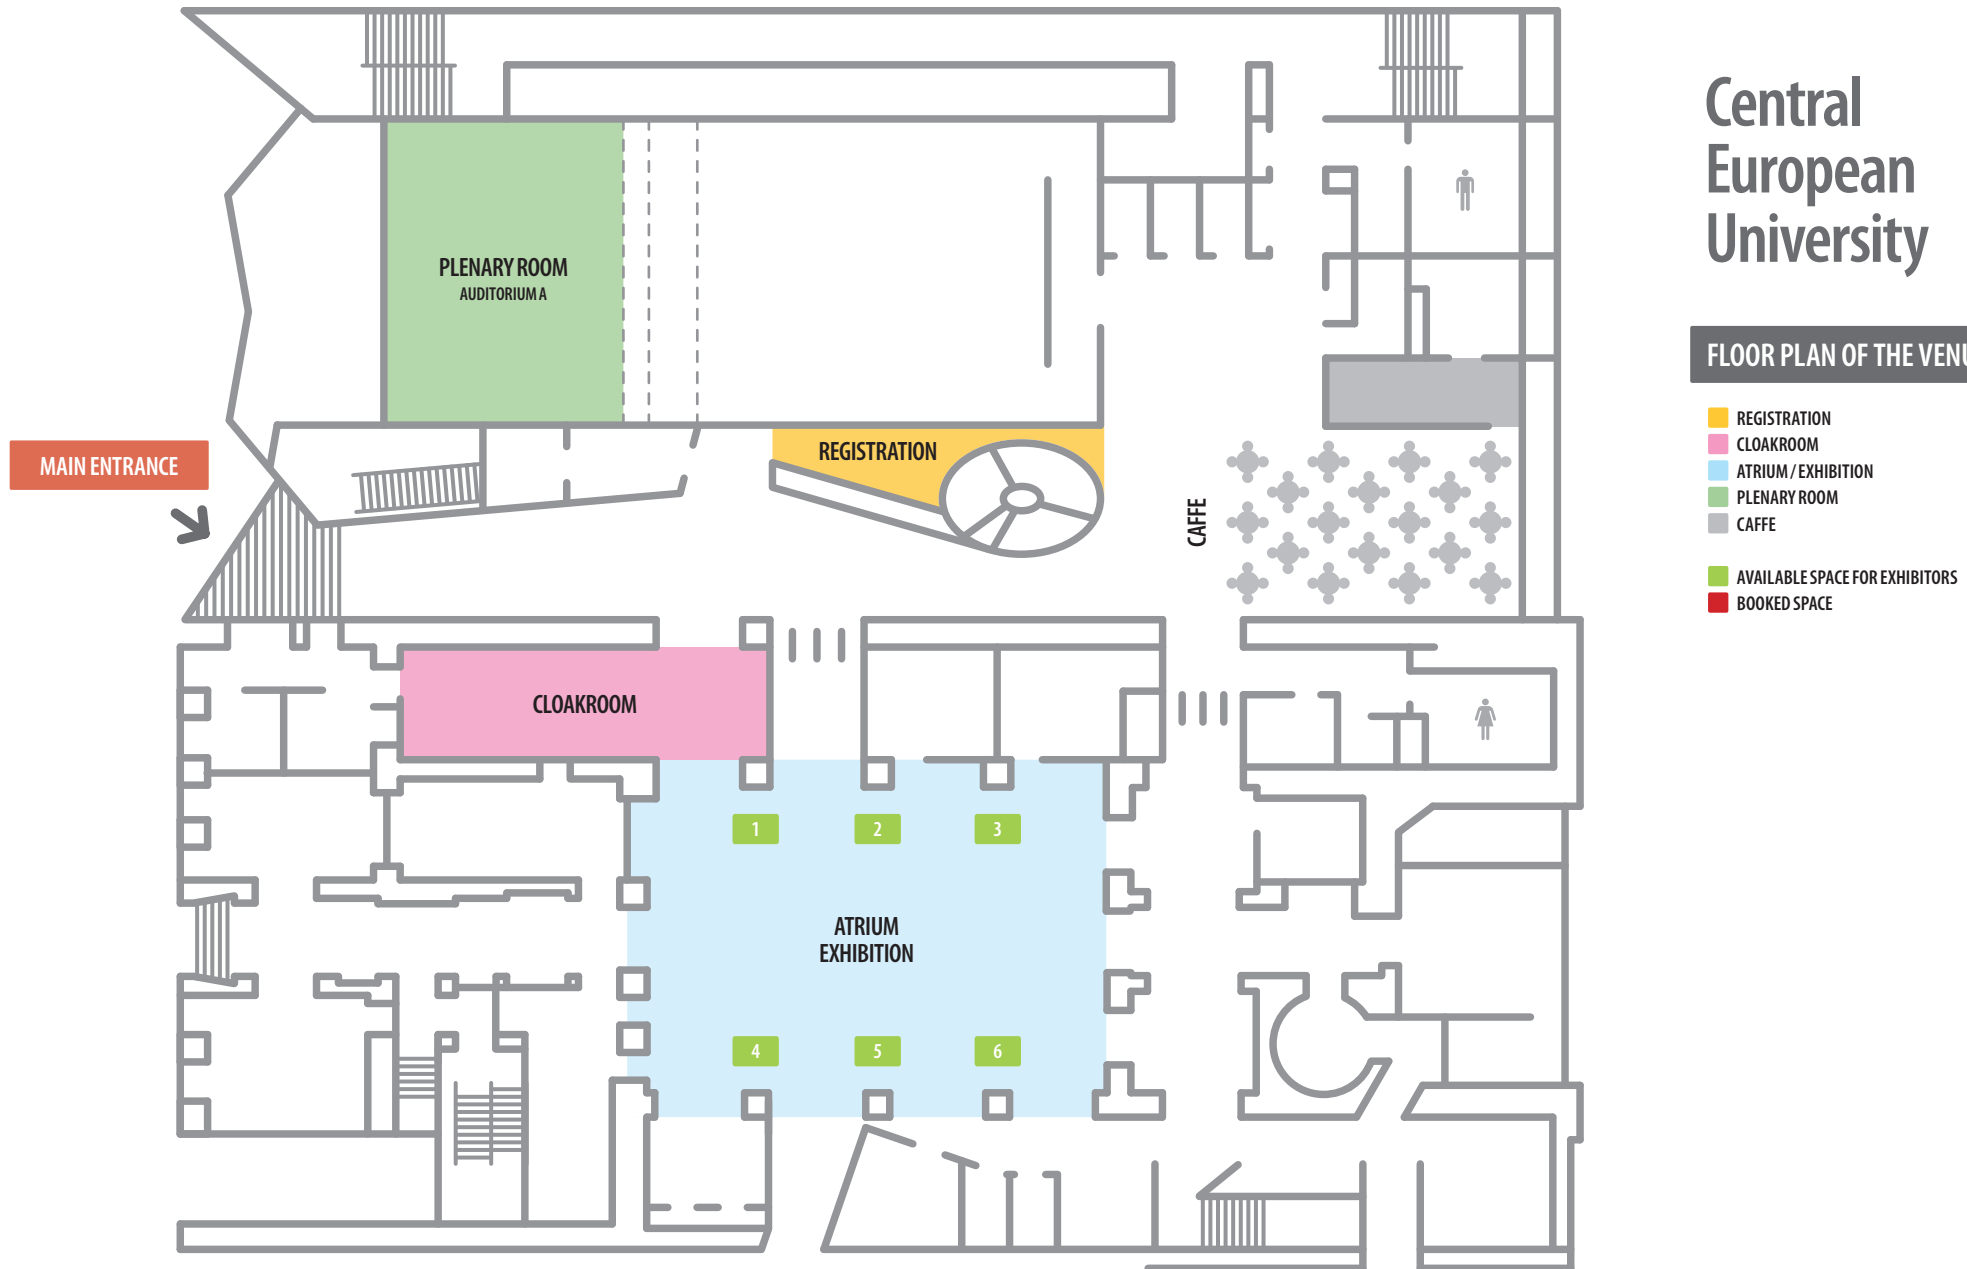 Central
European
University
FLOOR PLAN OF THE VENU
REGISTRATION
CLOAKROOM
ATRIUM / EXHIBITION
PLENARY ROOM
CAFFE
AVAILABLE SPACE FOR EXHIBITORS
BOOKED SPACE
PLENARY ROOM
AUDITORIUM A
MAIN ENTRANCE
REGISTRATION
CAFFE
CLOAKROOM
1
2
3
ATRIUM
EXHIBITION
4
5
6